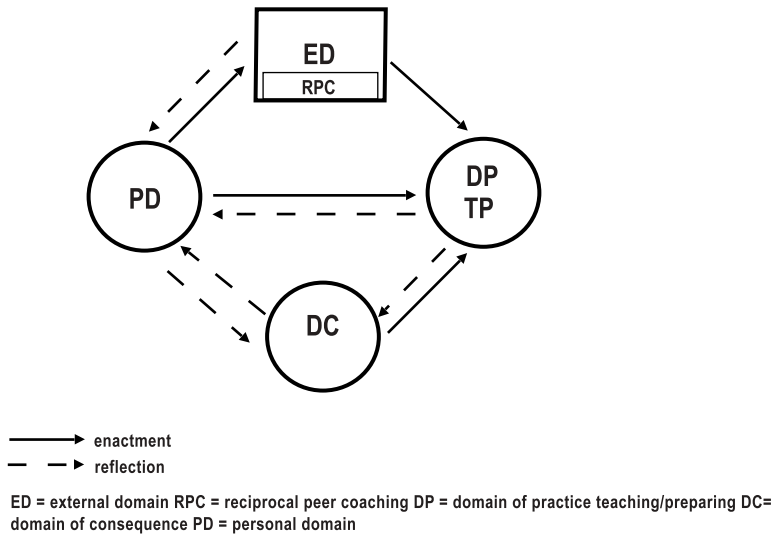 ED
RPC
PD
DP
TP
DC
enactment
reflection
ED = external domain RPC = reciprocal peer coaching DP = domain of practice teaching/preparing DC=
domain of consequence PD = personal domain